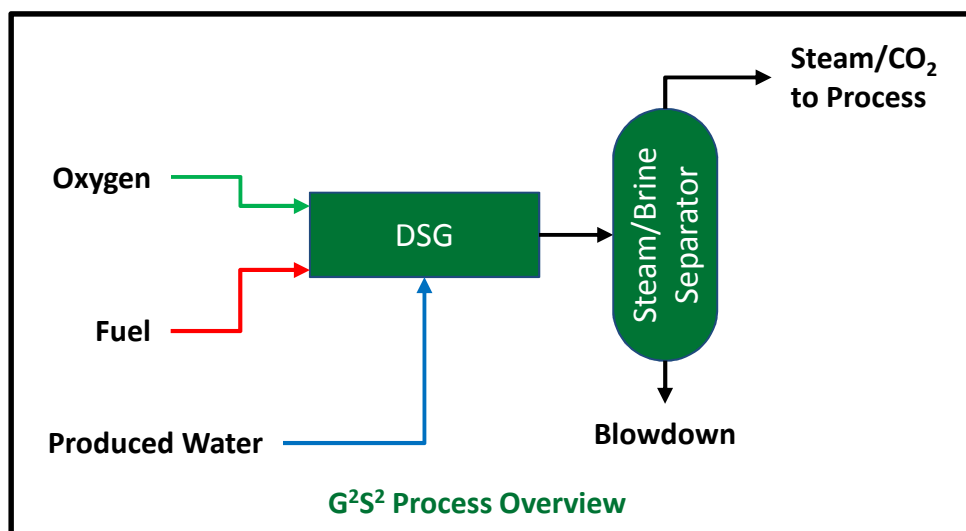 Steam/CO₂
to Process
Oxygen
DSG
Steam/Brine
Separator
Fuel
Produced Water
Blowdown
G²S² Process Overview